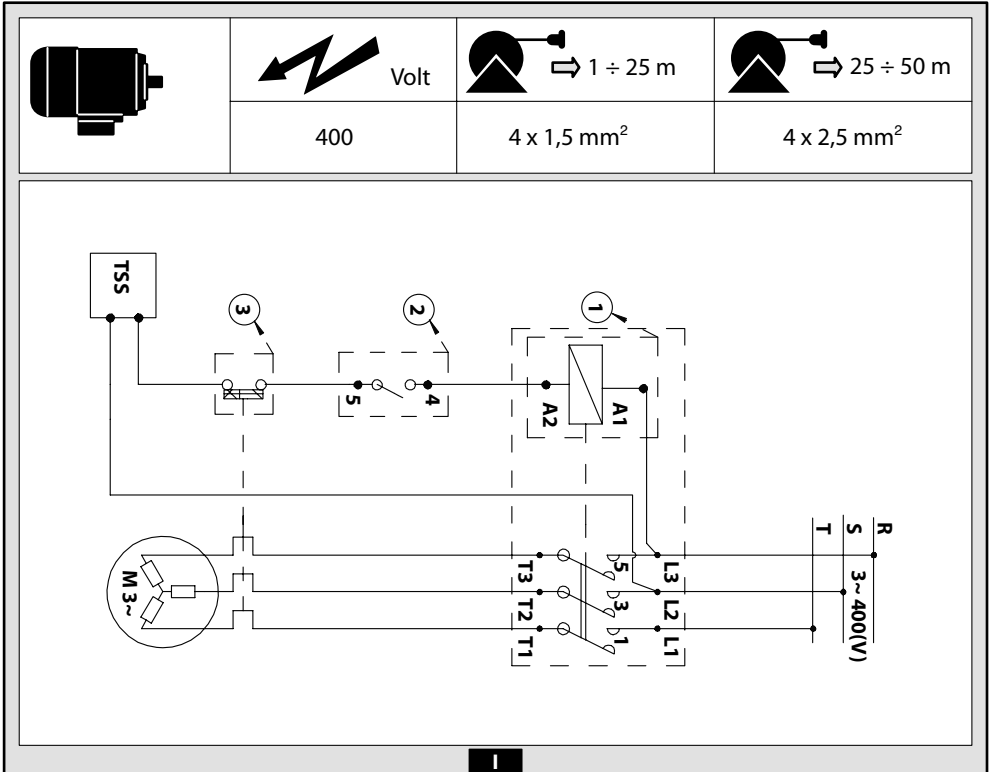 Volt
1 ÷ 25 m
25 ÷ 50 m
400
4 x 1,5 mm²
4 x 2,5 mm²
TSS
3
2
1
5
4
A2
A1
R
S
T
3~ 400(V)
T3
5
L3
T2
3
L2
T1
1
L1
M 3~
I